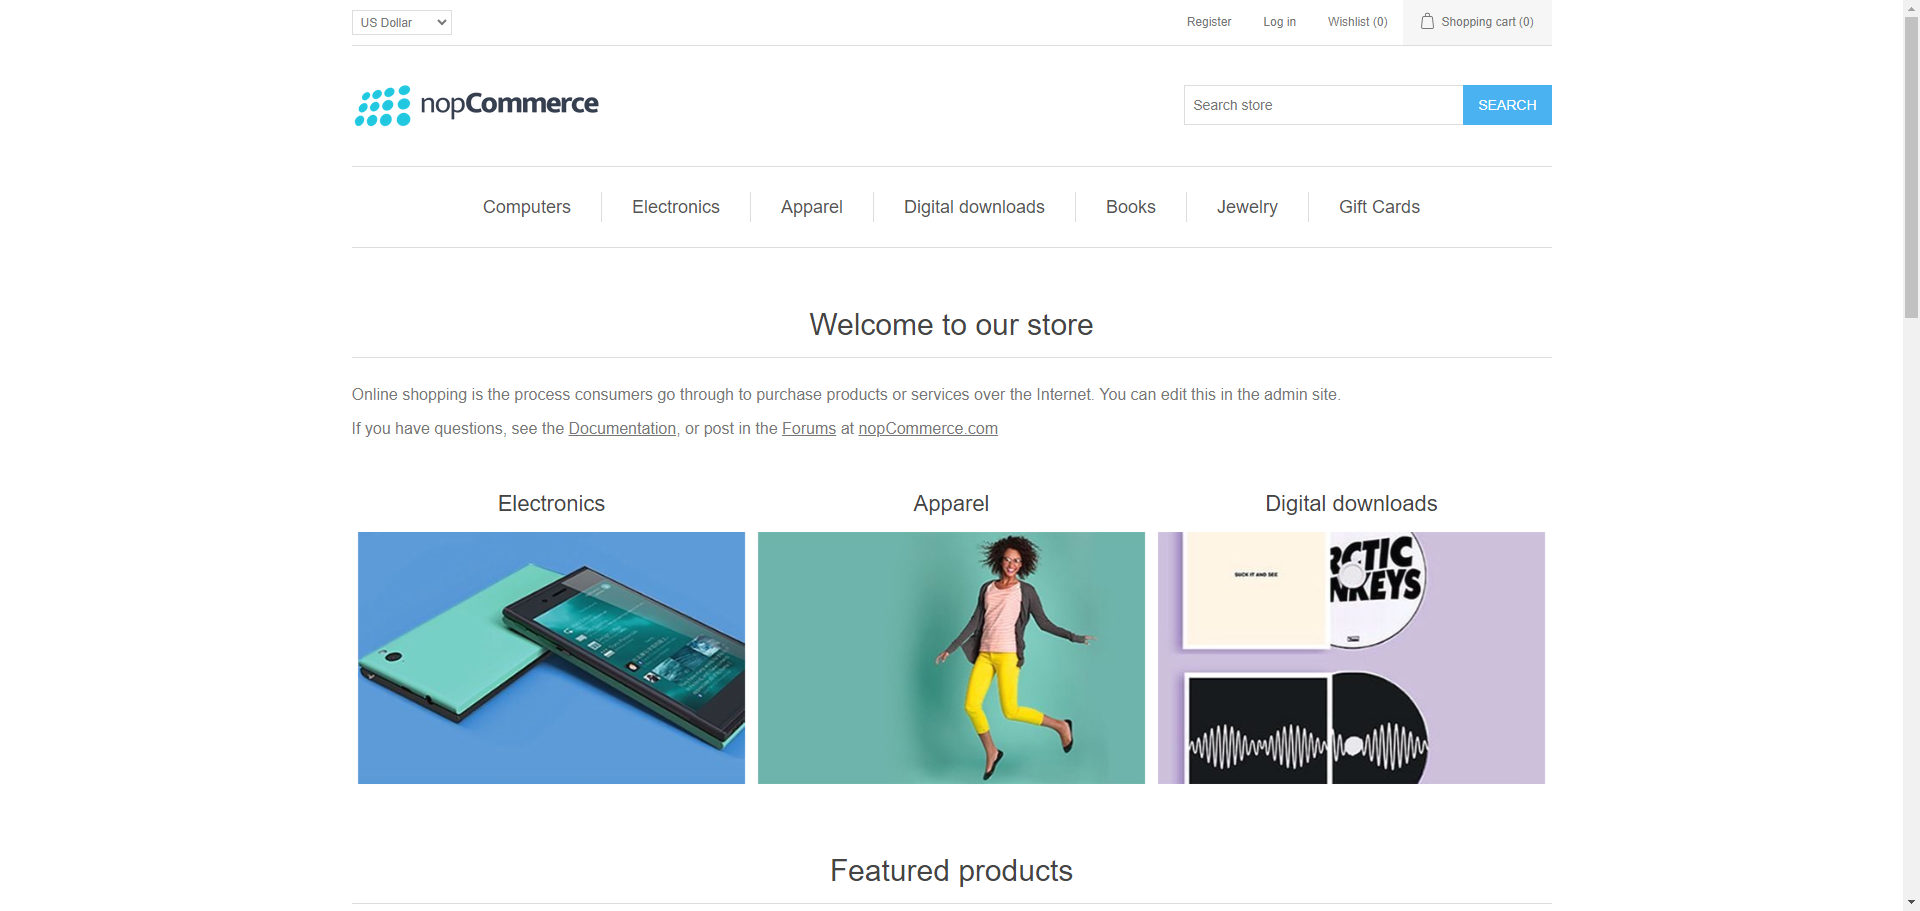 US Dollar
Register
Log in
Wishlist (0)
Shopping cart (0)
nopCommerce
Search store
SEARCH
Computers
Electronics
Apparel
Digital downloads
Books
Jewelry
Gift Cards
Welcome to our store
Online shopping is the process consumers go through to purchase products or services over the Internet. You can edit this in the admin site.
If you have questions, see the Documentation, or post in the Forums at nopCommerce.com
Electronics
Apparel
Digital downloads
SUCK IT AND SEE
RCTIC
NKEYS
Featured products